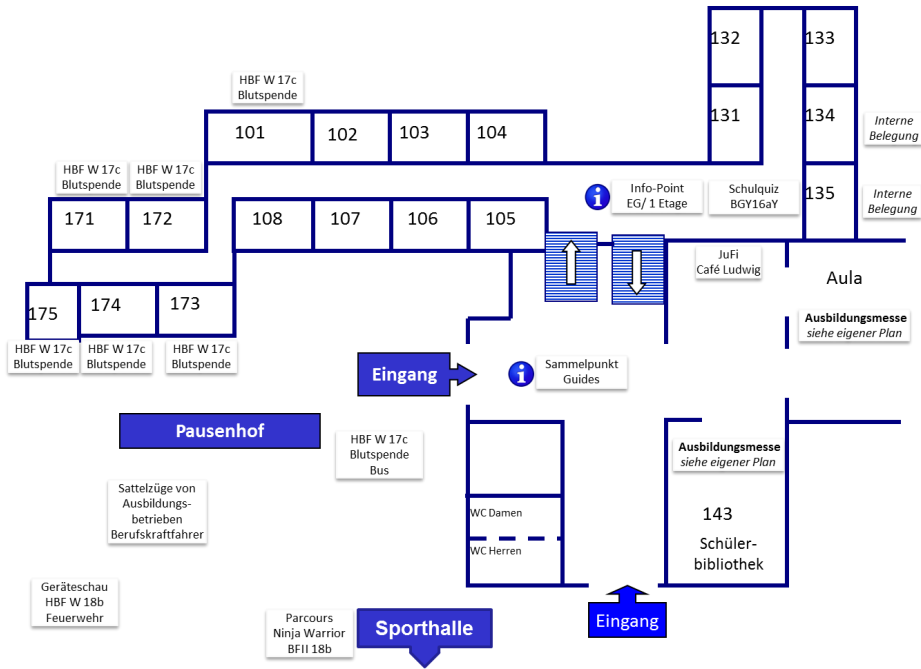 132
133
HBF W 17c
Blutspende
101
102
103
104
131
134
Interne
Belegung
HBF W 17c
Blutspende
HBF W 17c
Blutspende
Info-Point
EG/ 1 Etage
Schulquiz
BGY16aY
135
Interne
Belegung
171
172
108
107
106
105
JuFi
Café Ludwig
Aula
175
174
173
Ausbildungsmesse
siehe eigener Plan
HBF W 17c
Blutspende
HBF W 17c
Blutspende
HBF W 17c
Blutspende
Eingang
Sammelpunkt
Guides
Pausenhof
HBF W 17c
Blutspende
Bus
Ausbildungsmesse
siehe eigener Plan
Sattelzüge von
Ausbildungs-
betrieben
Berufskraftfahrer
WC Damen
WC Herren
143
Schüler-
bibliothek
Geräteschau
HBF W 18b
Feuerwehr
Parcours
Ninja Warrior
BFII 18b
Sporthalle
Eingang